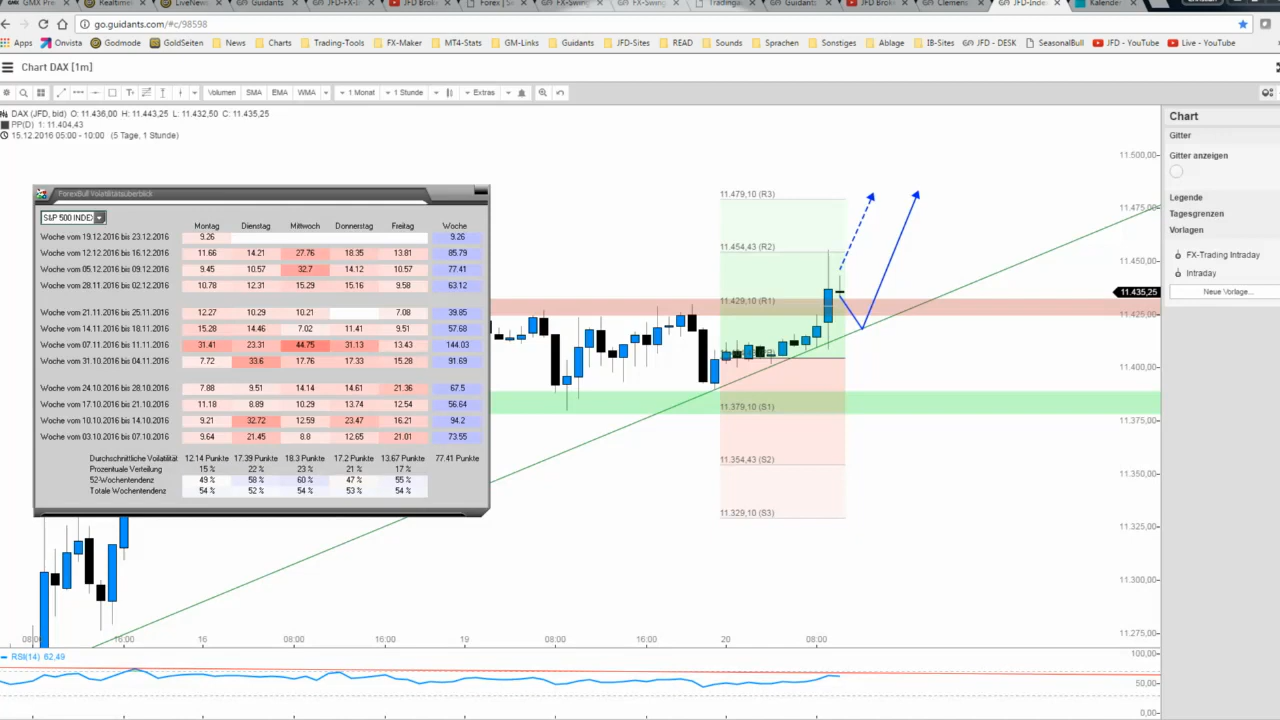 Realtime
LiveNews
Guidants
JFD-FX-I
JFD Brok
Forex |
FX-Swing
FX-Swing
Trading
Guidants
JFD Brok
Clemens
JFD-Inde
Kalender
go.guidants.com/#c/98598
Apps Onvista Godmode GoldSeiten News Charts Trading-Tools FX-Maker MT4-Stats GM-Links Guidants JFD-Sites READ Sounds Sprachen Sonstiges Ablage IB-Sites JFD - DESK SeasonalBull JFD - YouTube Live - YouTube
Chart DAX [1m]
Volumen SMA EMA WMA 1 Monat 1 Stunde Extras
DAX (JFD, bid) O: 11.436,00 H: 11.443,25 L: 11.432,50 C: 11.435,25
PP(D) 1: 11.404,43
15.12.2016 05:00 - 10:00 (5 Tage, 1 Stunde)
ForexBull Volatilitätsüberblick
S&P 500 INDEX
Montag Dienstag Mittwoch Donnerstag Freitag Woche
Woche vom 19.12.2016 bis 23.12.2016 9.26 9.26
Woche vom 12.12.2016 bis 16.12.2016 11.66 14.21 27.76 18.35 13.81 85.79
Woche vom 05.12.2016 bis 09.12.2016 9.45 10.57 32.7 14.12 10.57 77.41
Woche vom 28.11.2016 bis 02.12.2016 10.78 12.31 15.29 15.16 9.58 63.12
Woche vom 21.11.2016 bis 25.11.2016 12.27 10.29 10.21 7.08 39.85
Woche vom 14.11.2016 bis 18.11.2016 15.28 14.46 7.02 11.41 9.51 57.68
Woche vom 07.11.2016 bis 11.11.2016 31.41 23.31 44.75 31.13 13.43 144.03
Woche vom 31.10.2016 bis 04.11.2016 7.72 33.6 17.76 17.33 15.28 91.69
Woche vom 24.10.2016 bis 28.10.2016 7.88 9.51 14.14 14.61 21.36 67.5
Woche vom 17.10.2016 bis 21.10.2016 11.18 8.89 10.29 13.74 12.54 56.64
Woche vom 10.10.2016 bis 14.10.2016 9.21 32.72 12.59 23.47 16.21 94.2
Woche vom 03.10.2016 bis 07.10.2016 9.64 21.45 8.8 12.65 21.01 73.55
Durchschnittliche Volatilität 12.14 Punkte 17.39 Punkte 18.3 Punkte 17.2 Punkte 13.67 Punkte 77.41 Punkte
Prozentuale Verteilung 15 % 22 % 23 % 21 % 17 %
52-Wochentendenz 49 % 58 % 60 % 47 % 55 %
Totale Wochentendenz 54 % 52 % 54 % 53 % 54 %
11.479,10 (R3)
11.454,43 (R2)
11.429,10 (R1)
11.379,10 (S1)
11.354,43 (S2)
11.329,10 (S3)
11.500,00
11.475,00
11.450,00
11.435,25
11.425,00
11.400,00
11.375,00
11.350,00
11.325,00
11.300,00
11.275,00
08:00 16:00 16 08:00 16:00 19 08:00 16:00 20 08:00
RSI(14) 62,49
100,00
50,00
0,00
Chart
Gitter
Gitter anzeigen
Legende
Tagesgrenzen
Vorlagen
FX-Trading Intraday
Intraday
Neue Vorlage...